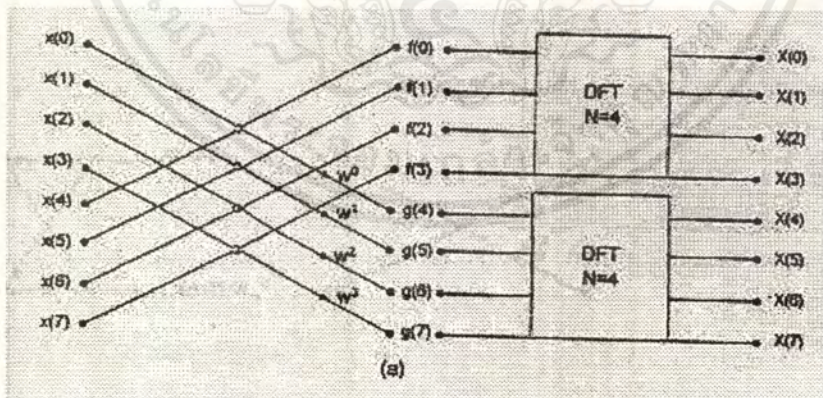 x(0)
x(1)
x(2)
x(3)
x(4)
x(5)
x(6)
x(7)
w⁰
w¹
w²
w³
f(0)
f(1)
f(2)
f(3)
g(4)
g(5)
g(6)
g(7)
DFT
N=4
DFT
N=4
X(0)
X(1)
X(2)
X(3)
X(4)
X(5)
X(6)
X(7)
(a)